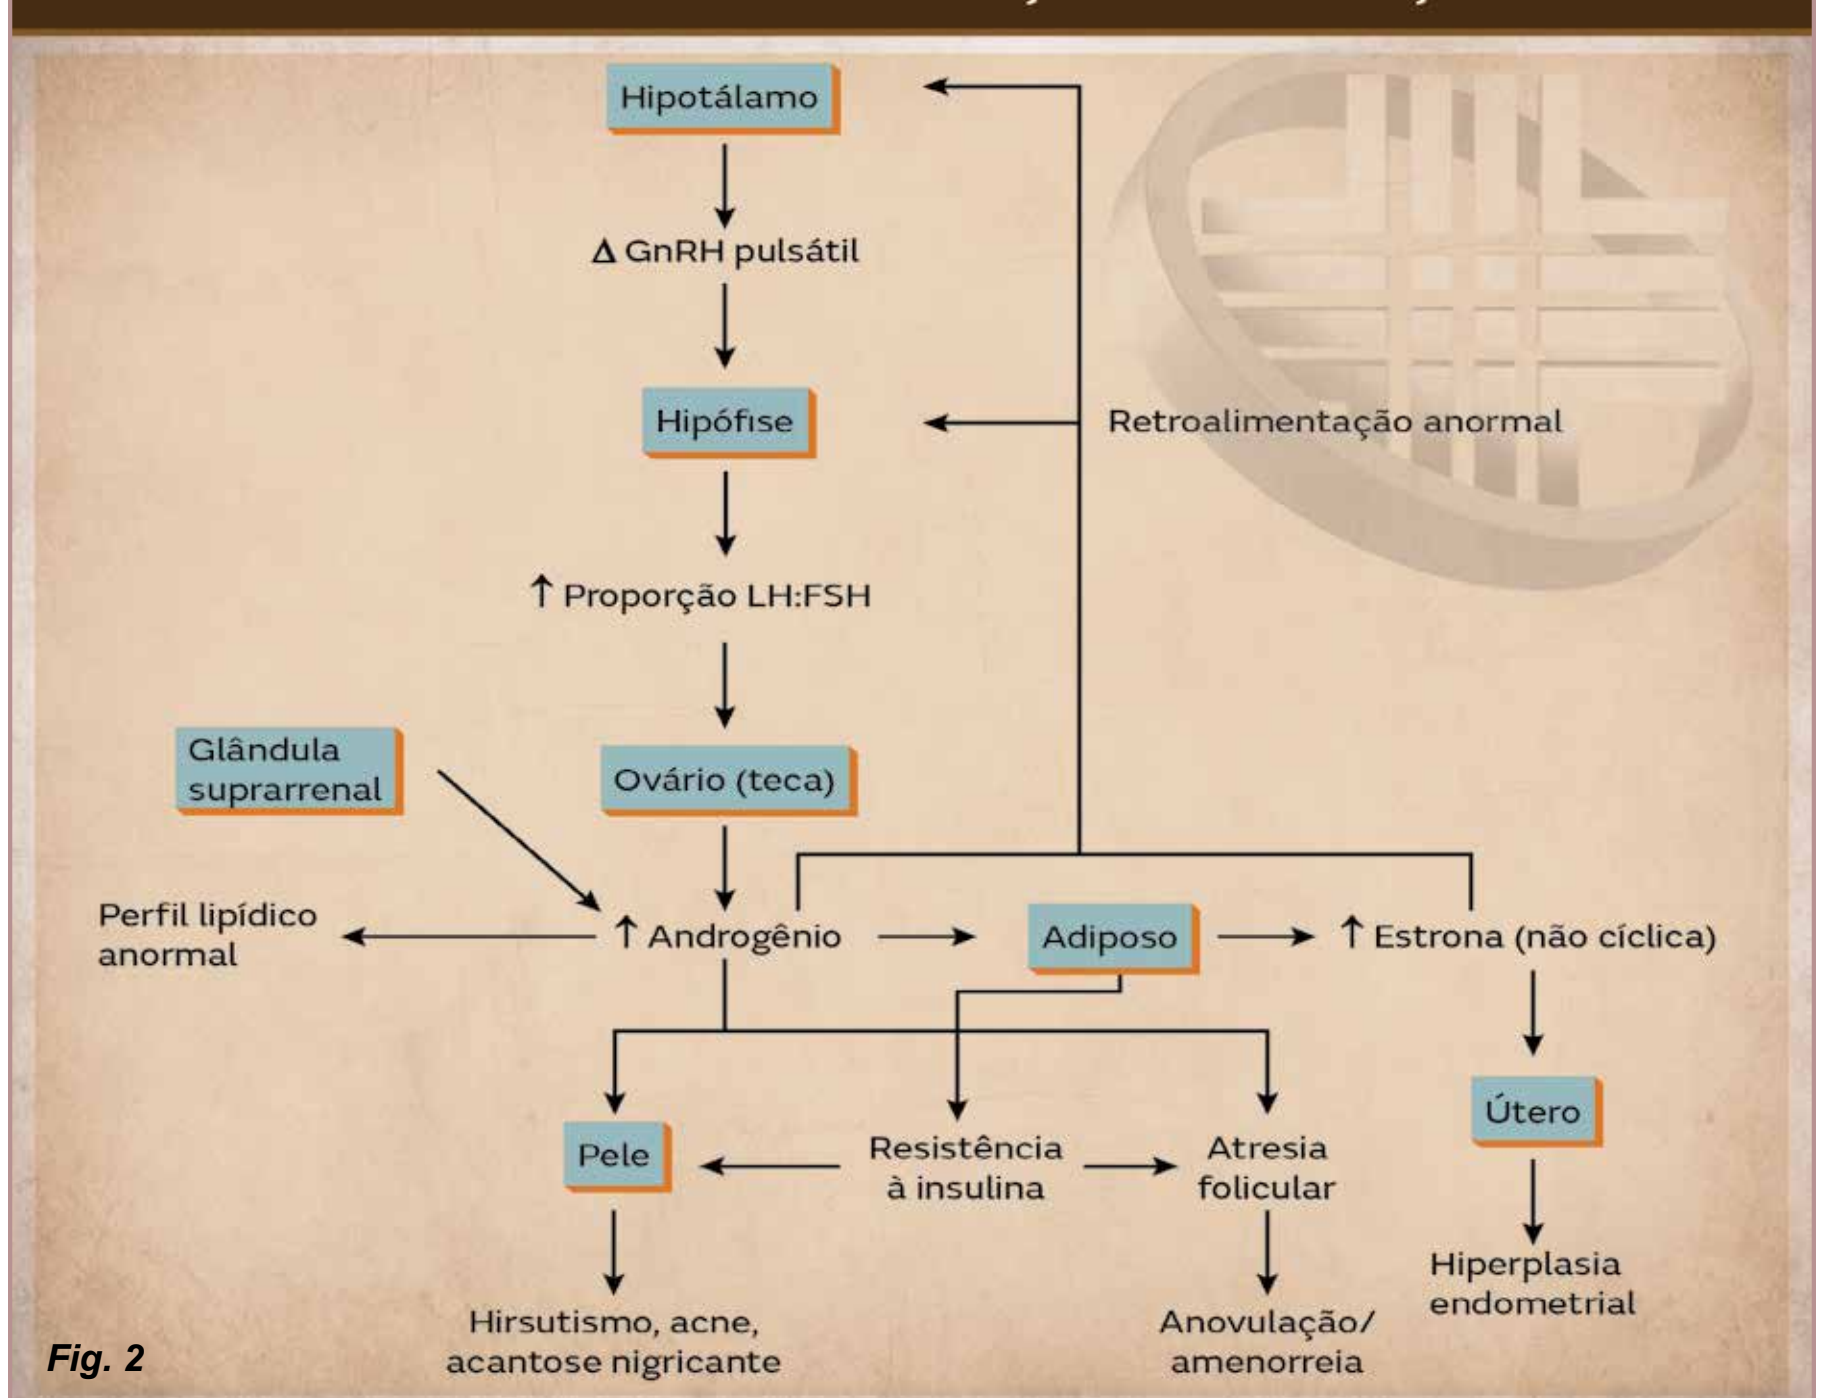 Hipotálamo
Δ GnRH pulsátil
Hipófise
Retroalimentação anormal
↑ Proporção LH:FSH
Glândula
suprarrenal
Ovário (teca)
Perfil lipídico
anormal
↑ Androgênio
Adiposo
↑ Estrona (não cíclica)
Útero
Pele
Resistência
à insulina
Atresia
folicular
Hiperplasia
endometrial
Hirsutismo, acne,
acantose nigricante
Anovulação/
amenorreia
Fig. 2